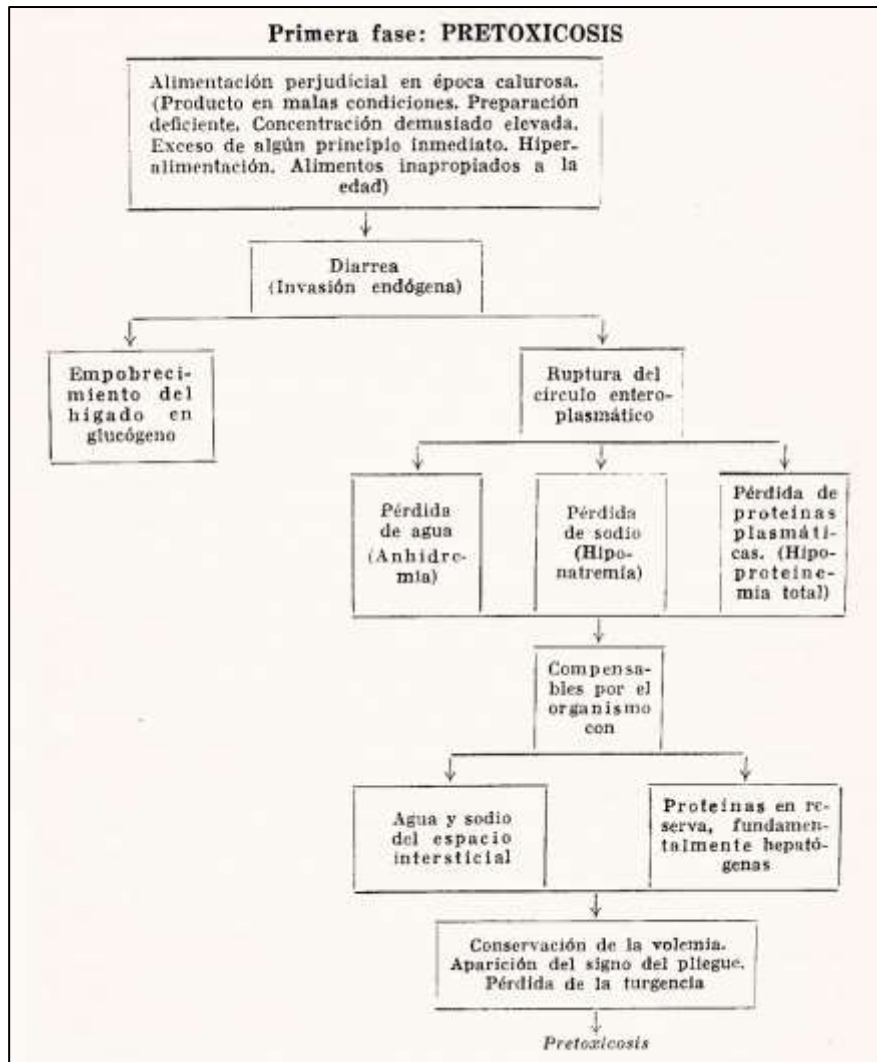 Primera fase: PRETOXICOSIS
Alimentación perjudicial en época calurosa.
(Producto en malas condiciones. Preparación
deficiente. Concentración demasiado elevada.
Exceso de algún principio inmediato. Hiper-
alimentación. Alimentos inapropiados a la
edad)
Diarrea
(Invasión endógena)
Empobreci-
miento del
hígado en
glucógeno
Ruptura del
círculo entero-
plasmático
Pérdida
de agua
(Anhidre-
mia)
Pérdida
de sodio
(Hipo-
natremia)
Pérdida de
proteínas
plasmáti-
cas. (Hipo-
proteine-
mia total)
Compensa-
bles por el
organismo
con
Agua y sodio
del espacio
intersticial
Proteínas en re-
serva, fundamen-
talmente hepató-
genas
Conservación de la volemia.
Aparición del signo del pliegue.
Pérdida de la turgencia
Pretoxicosis